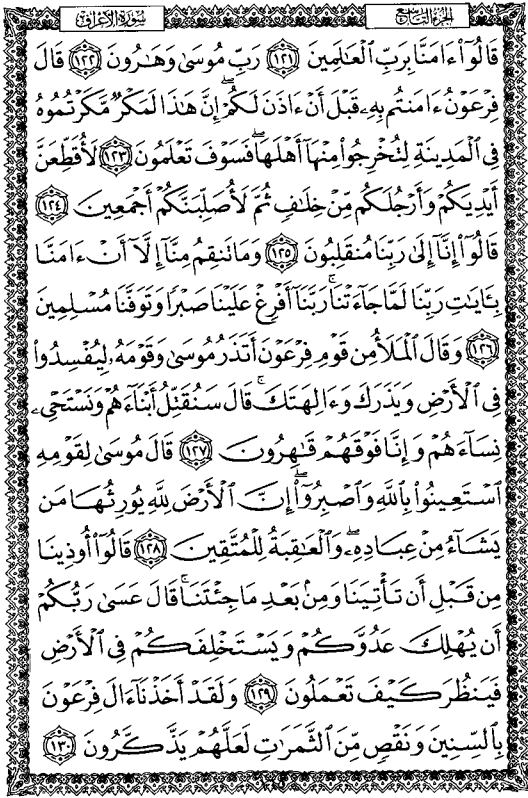 الجزء التاسع
سورة الأعراف
قَالُوٓا۟ ءَامَنَّا بِرَبِّ ٱلْعَٰلَمِينَ ١٢١ رَبِّ مُوسَىٰ وَهَٰرُونَ ١٢٢ قَالَ
فِرْعَوْنُ ءَامَنتُم بِهِۦ قَبْلَ أَنْ ءَاذَنَ لَكُمْ ۖ إِنَّ هَٰذَا لَمَكْرٌ مَّكَرْتُمُوهُ
فِى ٱلْمَدِينَةِ لِتُخْرِجُوا۟ مِنْهَآ أَهْلَهَا ۖ فَسَوْفَ تَعْلَمُونَ ١٢٣ لَأُقَطِّعَنَّ
أَيْدِيَكُمْ وَأَرْجُلَكُم مِّنْ خِلَٰفٍ ثُمَّ لَأُصَلِّبَنَّكُمْ أَجْمَعِينَ ١٢٤
قَالُوٓا۟ إِنَّآ إِلَىٰ رَبِّنَا مُنقَلِبُونَ ١٢٥ وَمَا تَنقِمُ مِنَّآ إِلَّآ أَنْ ءَامَنَّا
بِـَٔايَٰتِ رَبِّنَا لَمَّا جَآءَتْنَا ۚ رَبَّنَآ أَفْرِغْ عَلَيْنَا صَبْرًا وَتَوَفَّنَا مُسْلِمِينَ
١٢٦ وَقَالَ ٱلْمَلَأُ مِن قَوْمِ فِرْعَوْنَ أَتَذَرُ مُوسَىٰ وَقَوْمَهُۥ لِيُفْسِدُوا۟
فِى ٱلْأَرْضِ وَيَذَرَكَ وَءَالِهَتَكَ ۚ قَالَ سَنُقَتِّلُ أَبْنَآءَهُمْ وَنَسْتَحْىِۦ
نِسَآءَهُمْ وَإِنَّا فَوْقَهُمْ قَٰهِرُونَ ١٢٧ قَالَ مُوسَىٰ لِقَوْمِهِ
ٱسْتَعِينُوا۟ بِٱللَّهِ وَٱصْبِرُوٓا۟ ۖ إِنَّ ٱلْأَرْضَ لِلَّهِ يُورِثُهَا مَن
يَشَآءُ مِنْ عِبَادِهِۦ ۖ وَٱلْعَٰقِبَةُ لِلْمُتَّقِينَ ١٢٨ قَالُوٓا۟ أُوذِينَا
مِن قَبْلِ أَن تَأْتِيَنَا وَمِنۢ بَعْدِ مَا جِئْتَنَا ۚ قَالَ عَسَىٰ رَبُّكُمْ
أَن يُهْلِكَ عَدُوَّكُمْ وَيَسْتَخْلِفَكُمْ فِى ٱلْأَرْضِ
فَيَنظُرَ كَيْفَ تَعْمَلُونَ ١٢٩ وَلَقَدْ أَخَذْنَآ ءَالَ فِرْعَوْنَ
بِٱلسِّنِينَ وَنَقْصٍ مِّنَ ٱلثَّمَرَٰتِ لَعَلَّهُمْ يَذَّكَّرُونَ ١٣٠